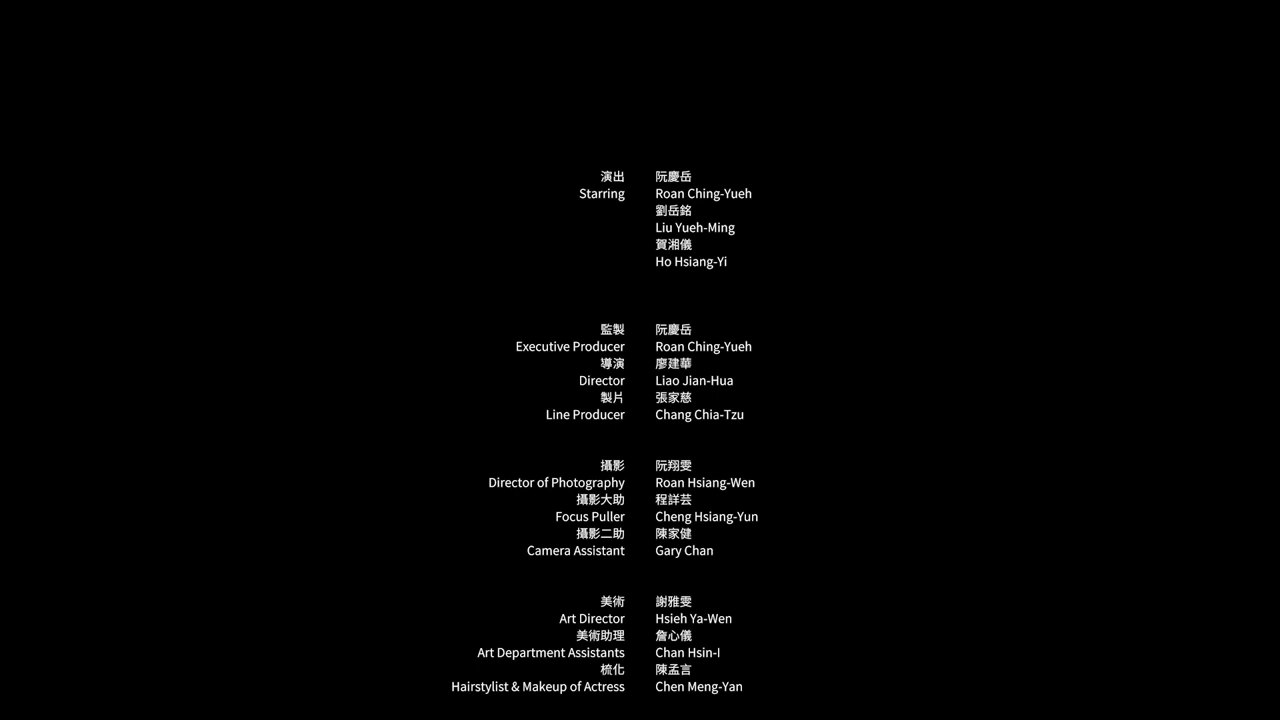 演出 阮慶岳
Starring Roan Ching-Yueh
劉岳銘
Liu Yueh-Ming
賀湘儀
Ho Hsiang-Yi
監製 阮慶岳
Executive Producer Roan Ching-Yueh
導演 廖建華
Director Liao Jian-Hua
製片 張家慈
Line Producer Chang Chia-Tzu
攝影 阮翔雯
Director of Photography Roan Hsiang-Wen
攝影大助 程詳芸
Focus Puller Cheng Hsiang-Yun
攝影二助 陳家健
Camera Assistant Gary Chan
美術 謝雅雯
Art Director Hsieh Ya-Wen
美術助理 詹心儀
Art Department Assistants Chan Hsin-I
梳化 陳孟言
Hairstylist & Makeup of Actress Chen Meng-Yan